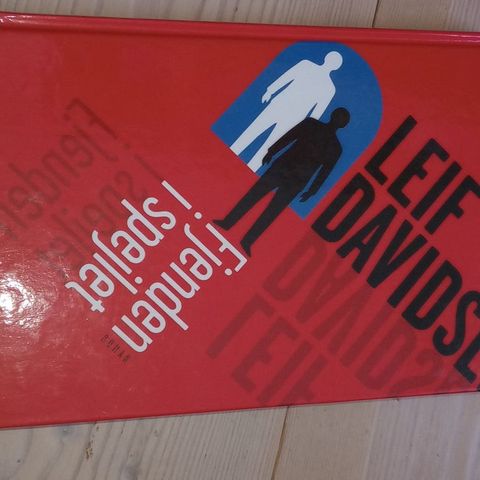 LEIF
DAVIDSE
Fjenden
i spejlet
ROMAN